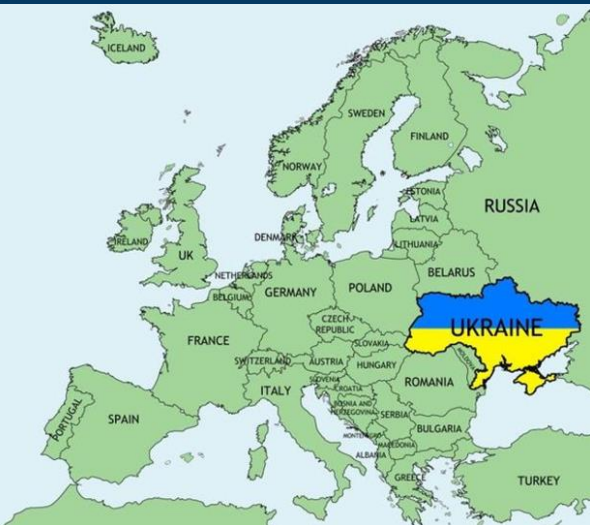 ICELAND
SWEDEN
FINLAND
NORWAY
ESTONIA
RUSSIA
LATVIA
DENMARK
IRELAND
LITHUANIA
UK
NETHERLANDS
BELARUS
POLAND
GERMANY
BELGIUM
CZECH
REPUBLIC
UKRAINE
FRANCE
SLOVAKIA
SWITZERLAND
AUSTRIA
HUNGARY
MOLDOVA
SLOVENIA
ROMANIA
ITALY
CROATIA
BOSNIA AND
HERZEGOVINA
SERBIA
PORTUGAL
SPAIN
BULGARIA
MONTENEGRO
MACEDONIA
ALBANIA
GREECE
TURKEY